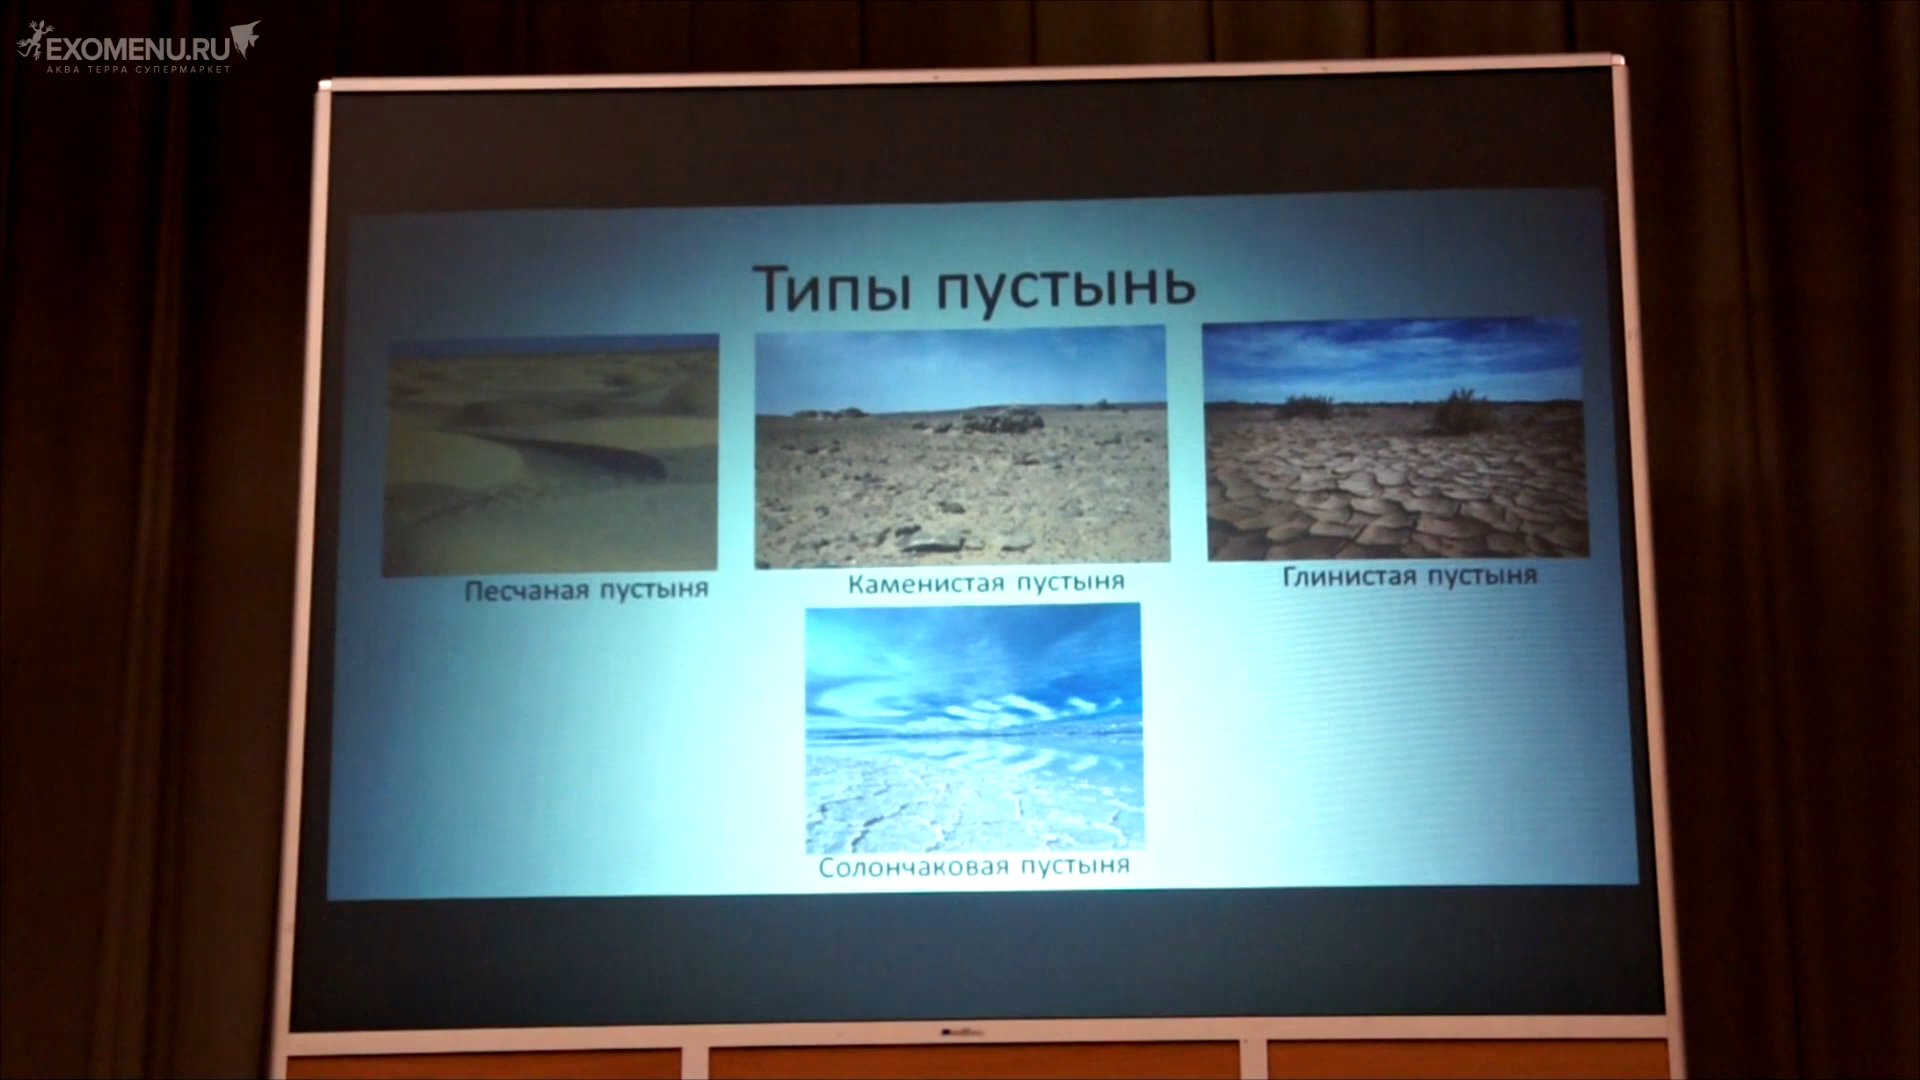 EXOMENU.RU
АКВА ТЕРРА СУПЕРМАРКЕТ
Типы пустынь
Песчаная пустыня
Каменистая пустыня
Глинистая пустыня
Солончаковая пустыня